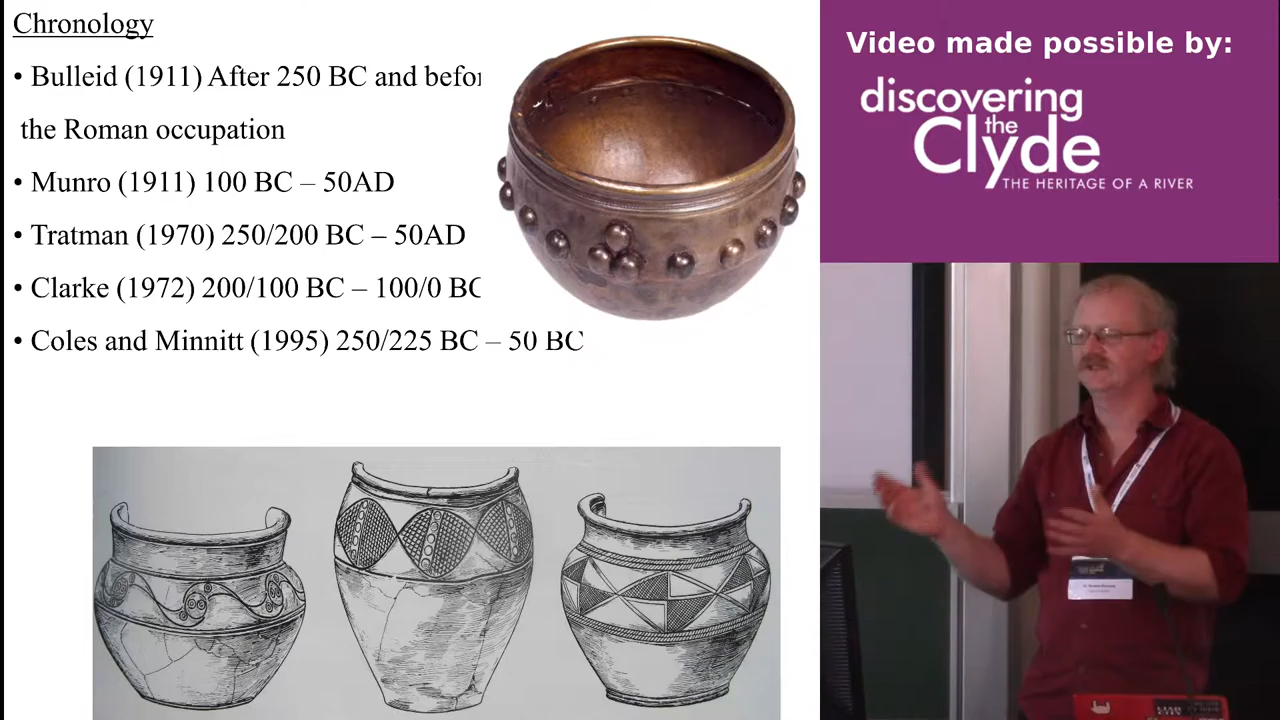 Chronology
• Bulleid (1911) After 250 BC and befor
the Roman occupation
• Munro (1911) 100 BC – 50AD
• Tratman (1970) 250/200 BC – 50AD
• Clarke (1972) 200/100 BC – 100/0 BC
• Coles and Minnitt (1995) 250/225 BC – 50 BC
Video made possible by:
discovering
the
Clyde
THE HERITAGE OF A RIVER